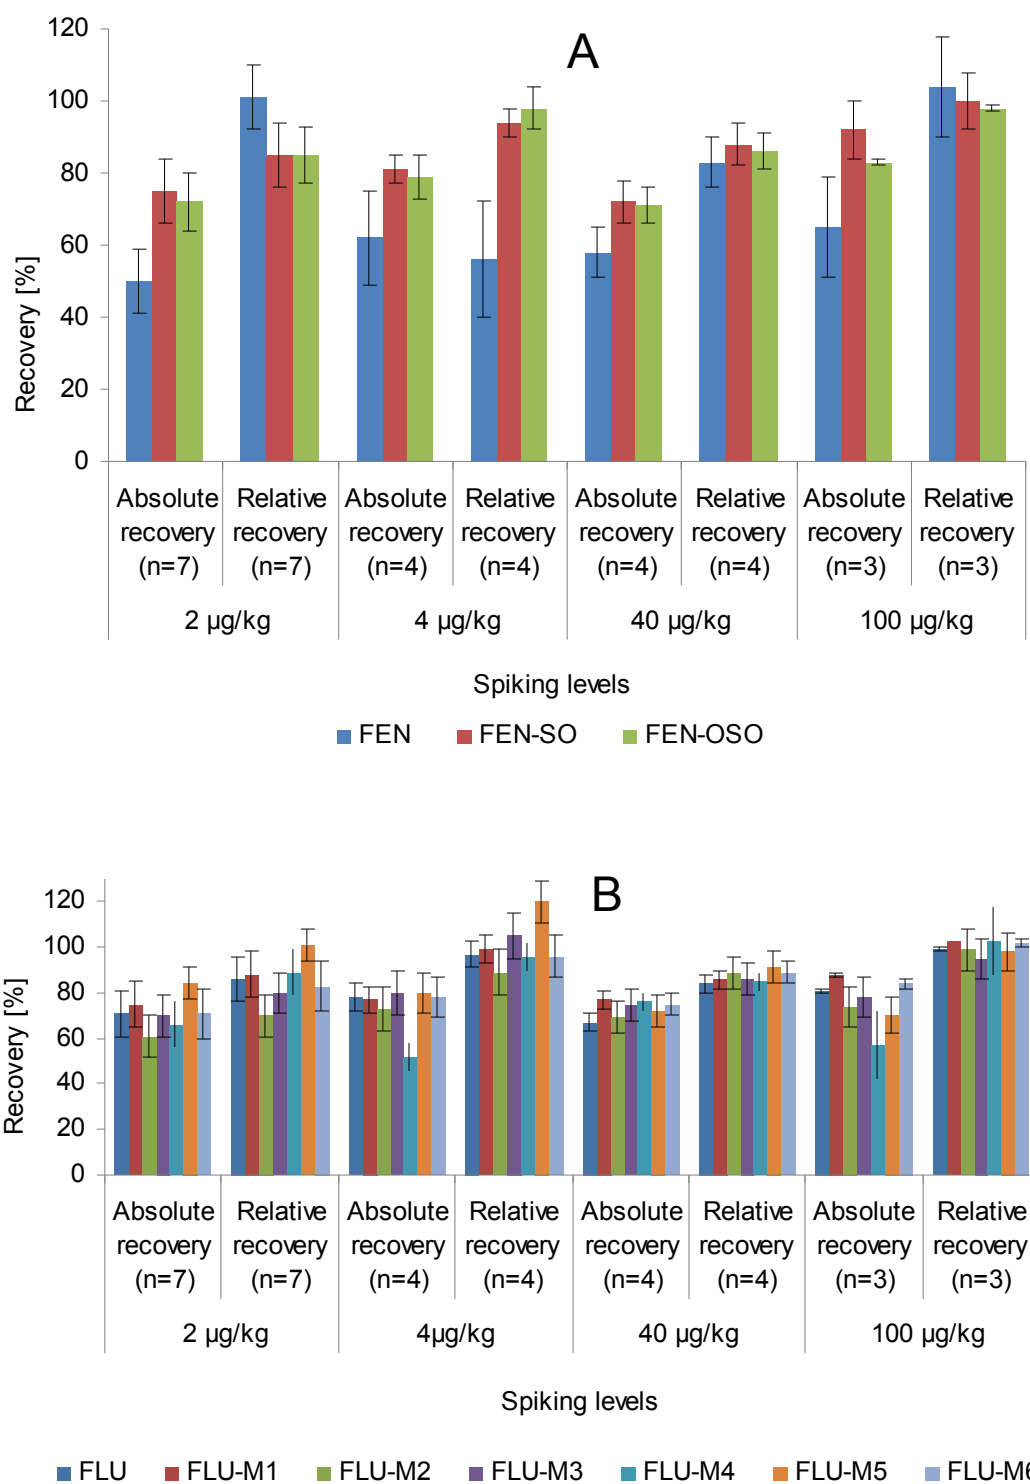 A
120
100
80
60
40
20
0
Recovery [%]
Absolute Relative Absolute Relative Absolute Relative Absolute Relative
recovery recovery recovery recovery recovery recovery recovery recovery
(n=7) (n=7) (n=4) (n=4) (n=4) (n=4) (n=3) (n=3)
2 µg/kg 4 µg/kg 40 µg/kg 100 µg/kg
Spiking levels
FEN FEN-SO FEN-OSO
B
120
100
80
60
40
20
0
Recovery [%]
Absolute Relative Absolute Relative Absolute Relative Absolute Relative
recovery recovery recovery recovery recovery recovery recovery recovery
(n=7) (n=7) (n=4) (n=4) (n=4) (n=4) (n=3) (n=3)
2 µg/kg 4µg/kg 40 µg/kg 100 µg/kg
Spiking levels
FLU FLU-M1 FLU-M2 FLU-M3 FLU-M4 FLU-M5 FLU-M6